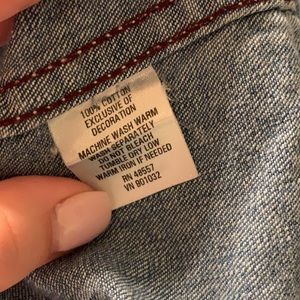 100% COTTON
EXCLUSIVE OF
DECORATION
MACHINE WASH WARM
WASH SEPARATELY
DO NOT BLEACH
TUMBLE DRY LOW
WARM IRON IF NEEDED
RN 48557
VN 801032